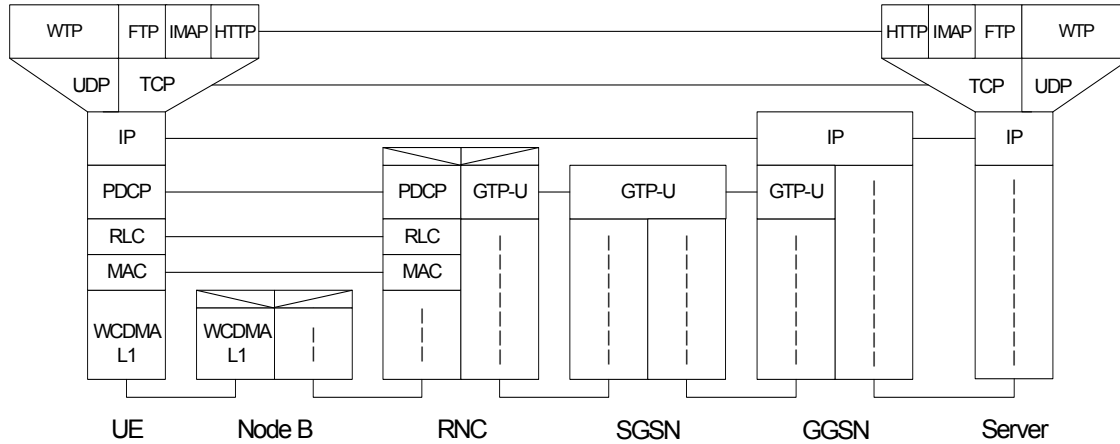 WTP FTP IMAP HTTP HTTP IMAP FTP WTP
UDP TCP TCP UDP
IP IP IP
PDCP PDCP GTP-U GTP-U GTP-U
RLC RLC
MAC MAC
WCDMA WCDMA
L1 L1
UE Node B RNC SGSN GGSN Server